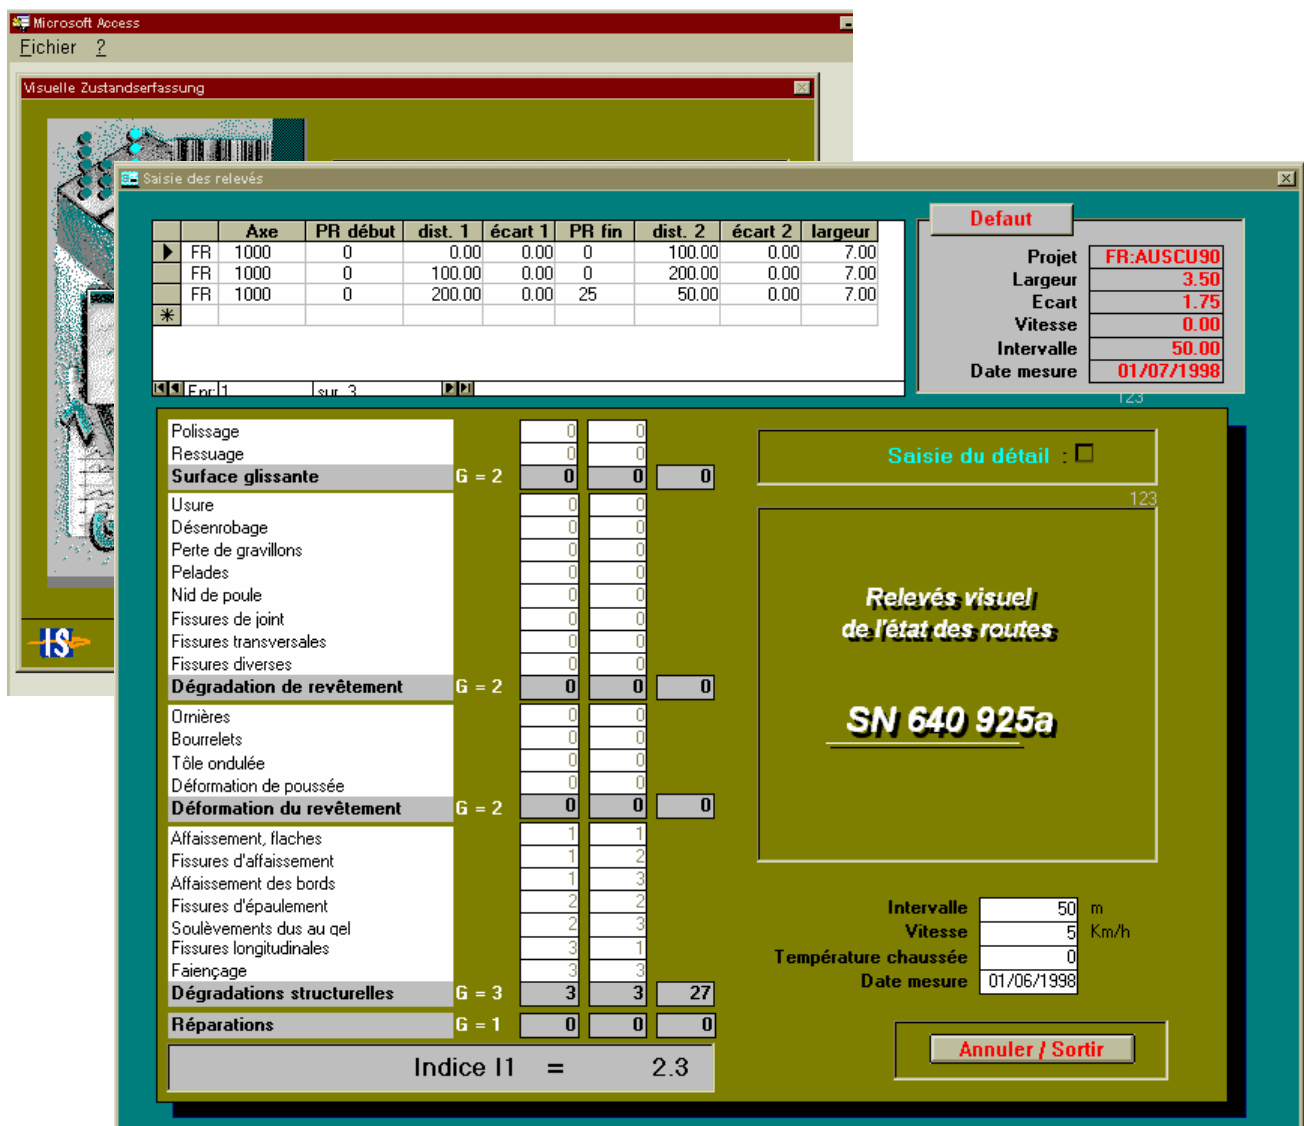 Microsoft Access
Fichier ?
Visuelle Zustandserfassung
Saisie des relevés
Axe PR début dist. 1 écart 1 PR fin dist. 2 écart 2 largeur
FR 1000 0 0.00 0.00 0 100.00 0.00 7.00
FR 1000 0 100.00 0.00 0 200.00 0.00 7.00
FR 1000 0 200.00 0.00 25 50.00 0.00 7.00
Enr: 1 sur 3
Defaut
Projet FR:AUSCU90
Largeur 3.50
Ecart 1.75
Vitesse 0.00
Intervalle 50.00
Date mesure 01/07/1998
123
Polissage 0 0
Ressuage 0 0
Surface glissante G = 2 0 0 0
Usure 0 0
Désenrobage 0 0
Perte de gravillons 0 0
Pelades 0 0
Nid de poule 0 0
Fissures de joint 0 0
Fissures transversales 0 0
Fissures diverses 0 0
Dégradation de revêtement G = 2 0 0 0
Ornières 0 0
Bourrelets 0 0
Tôle ondulée 0 0
Déformation de poussée 0 0
Déformation du revêtement G = 2 0 0 0
Affaissement, flaches 1 1
Fissures d'affaissement 1 2
Affaissement des bords 1 3
Fissures d'épaulement 2 2
Soulèvements dus au gel 2 3
Fissures longitudinales 3 1
Faiençage 3 3
Dégradations structurelles G = 3 3 3 27
Réparations G = 1 0 0 0
Indice I1 = 2.3
Saisie du détail :
123
Relevés visuel
de l'état des routes
SN 640 925a
Intervalle 50 m
Vitesse 5 Km/h
Température chaussée 0
Date mesure 01/06/1998
Annuler / Sortir
IS